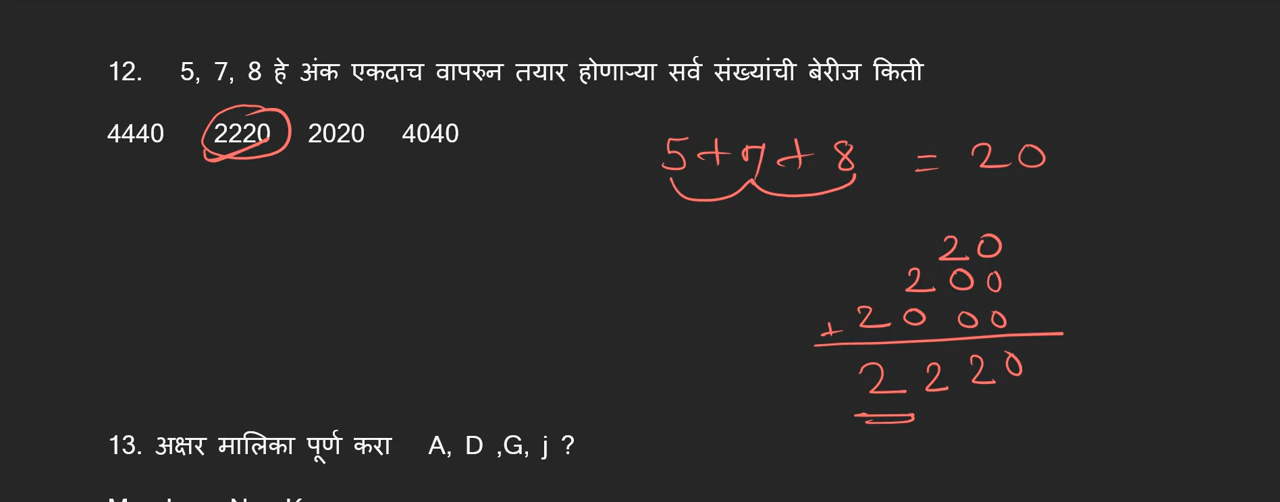 12. 5, 7, 8 हे अंक एकदाच वापरुन तयार होणाऱ्या सर्व संख्यांची बेरीज किती
4440 2220 2020 4040
5+7+8 = 20
20
200
+2000
2220
13. अक्षर मालिका पूर्ण करा A, D ,G, j ?